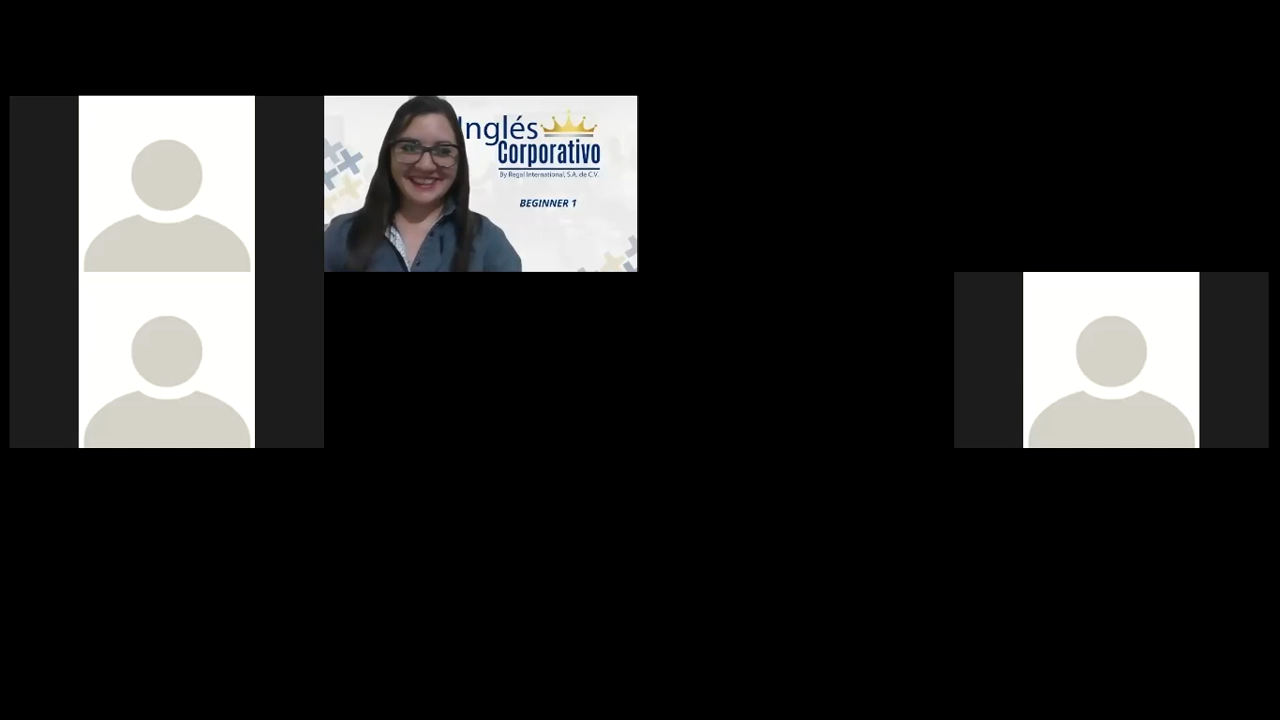 Inglés
Corporativo
By Regal International, S.A. de C.V.
BEGINNER 1